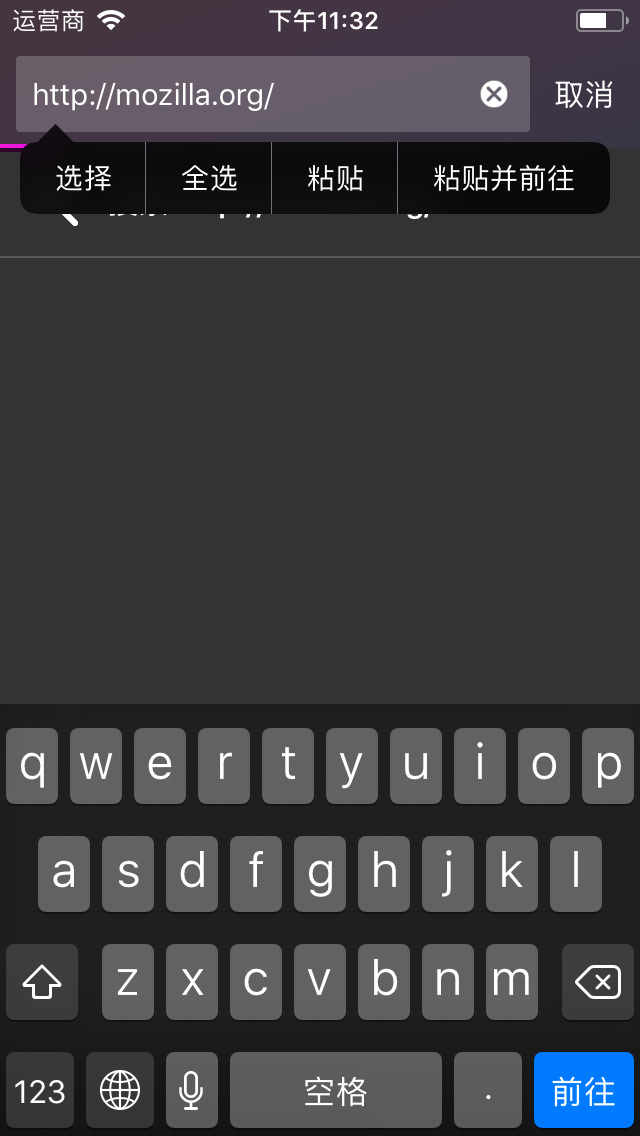 运营商
下午11:32
http://mozilla.org/
取消
选择
全选
粘贴
粘贴并前往
q w e r t y u i o p
a s d f g h j k l
z x c v b n m
123
空格
.
前往